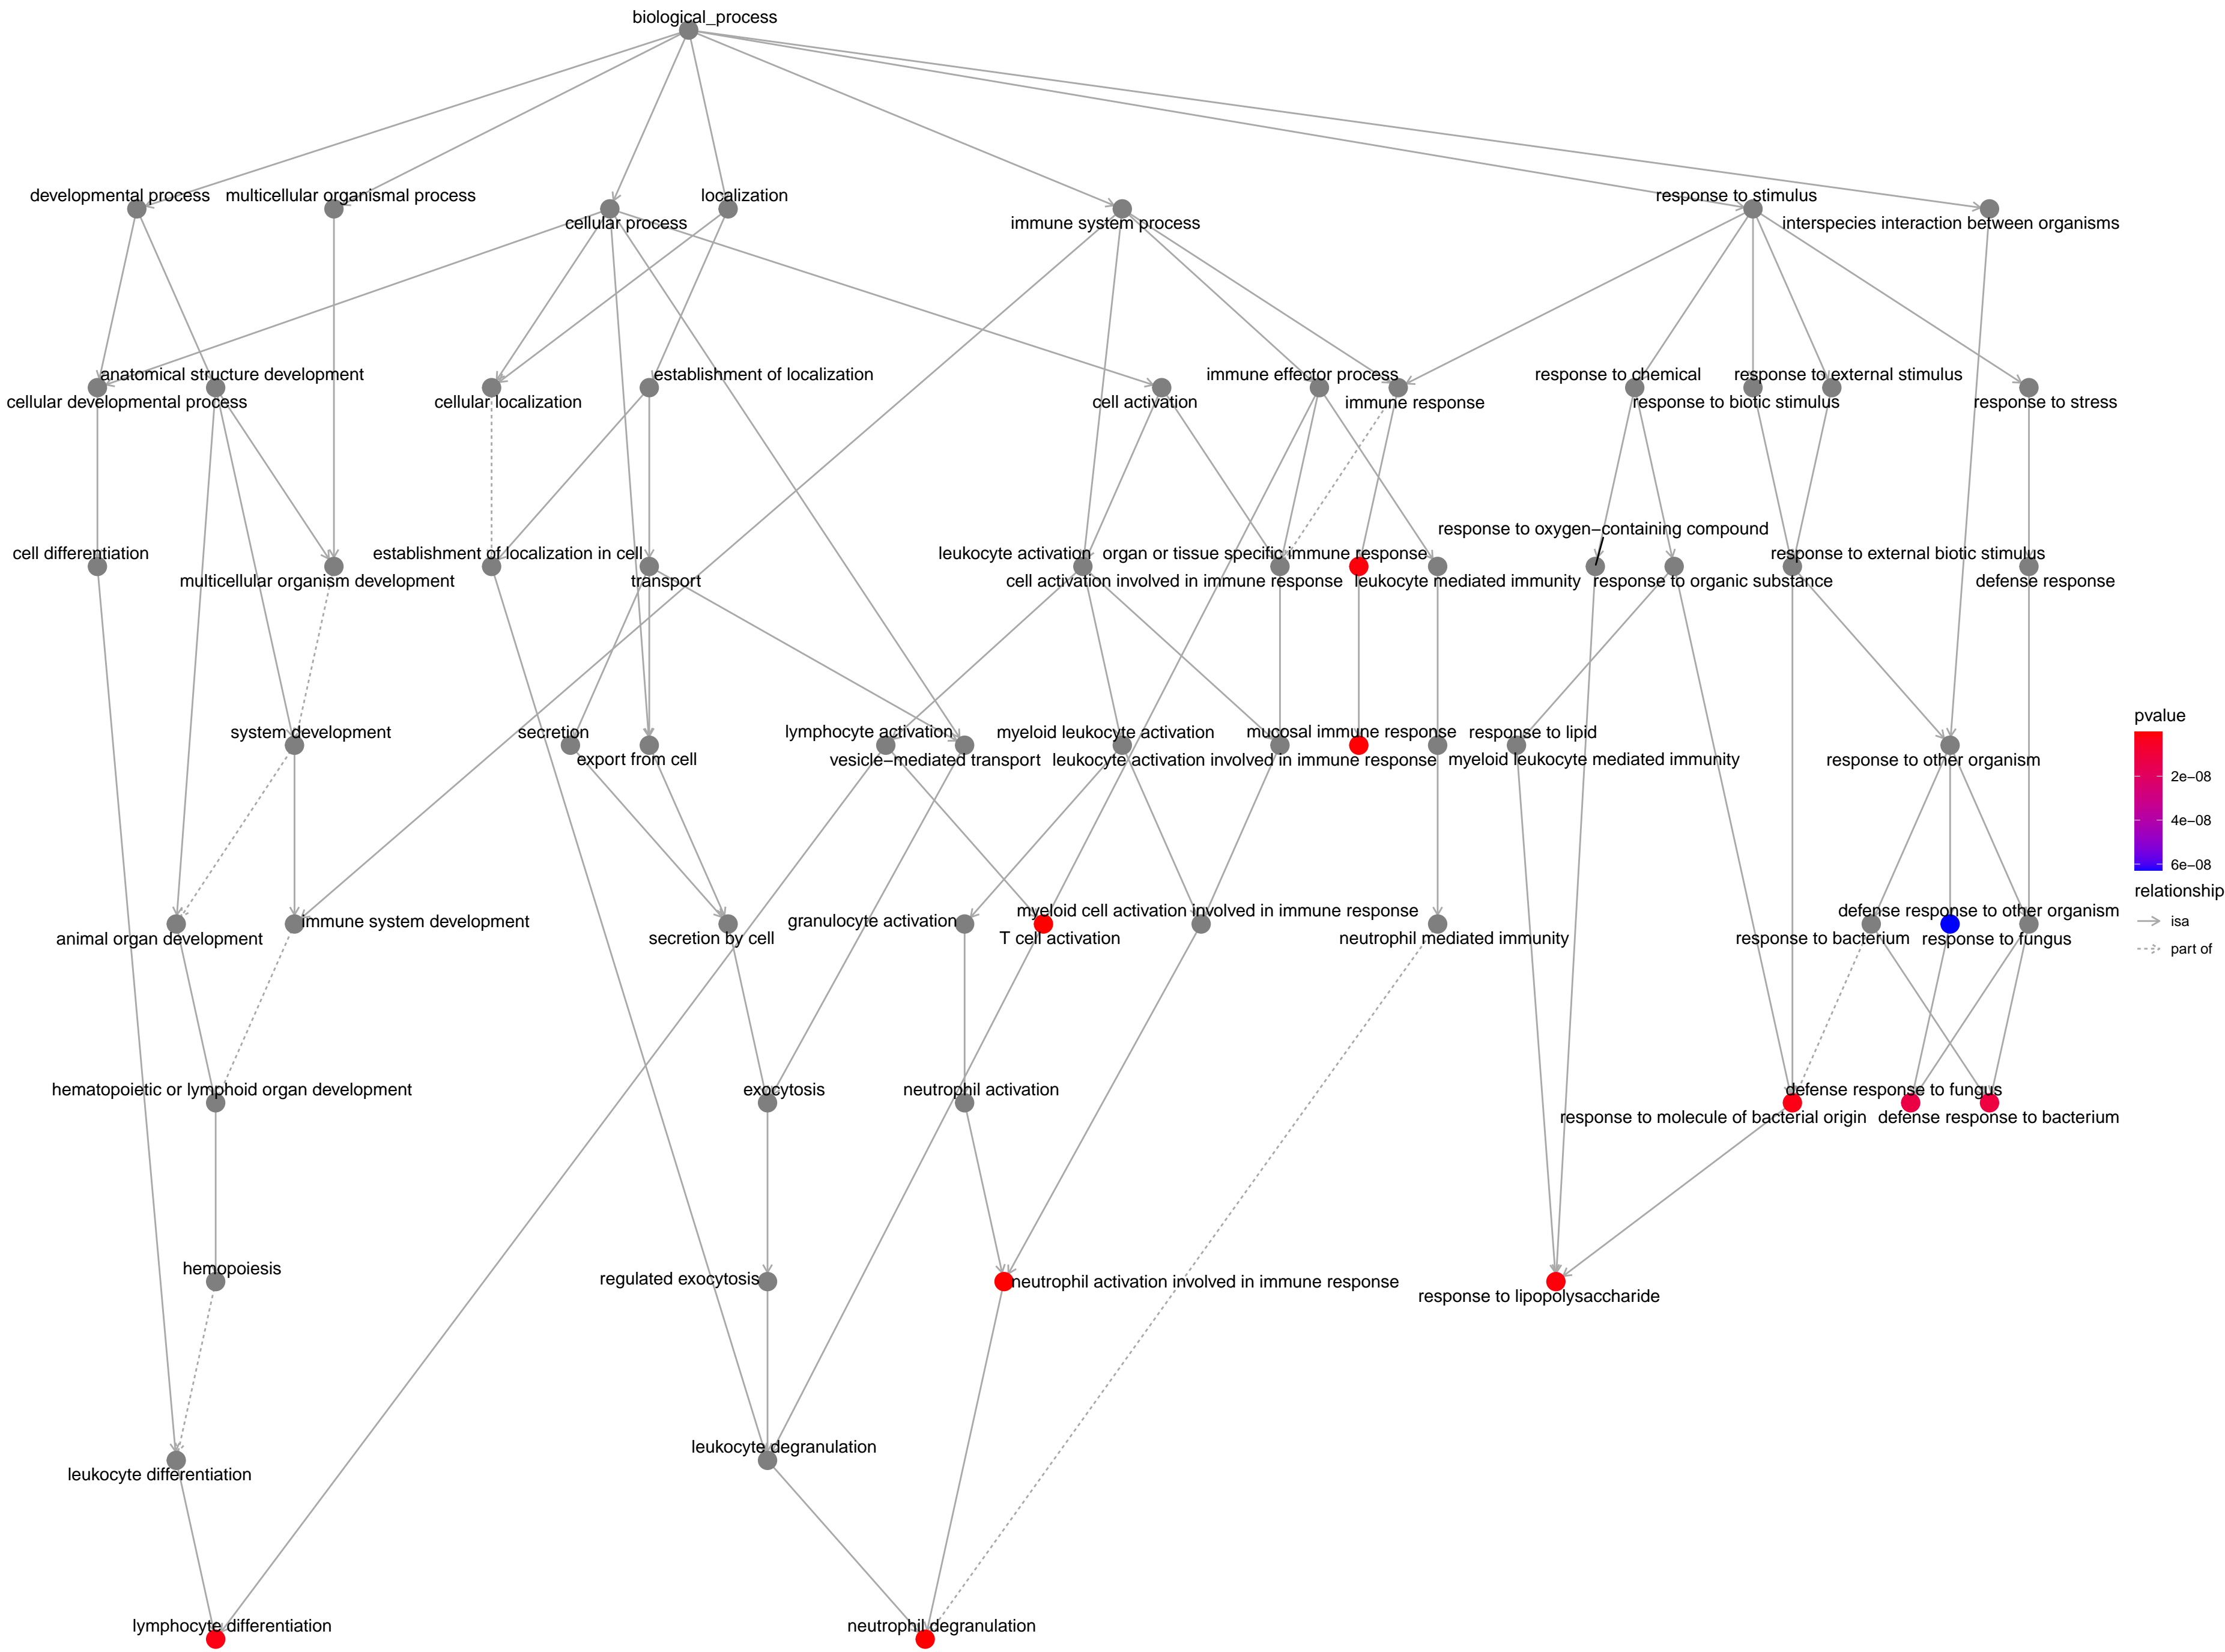 biological_process
developmental process
multicellular organismal process
localization
response to stimulus
cellular process
immune system process
interspecies interaction between organisms
anatomical structure development
establishment of localization
immune effector process
response to chemical
response to external stimulus
cellular developmental process
cellular localization
cell activation
immune response
response to biotic stimulus
response to stress
response to oxygen−containing compound
cell differentiation
establishment of localization in cell
leukocyte activation
organ or tissue specific immune response
response to external biotic stimulus
multicellular organism development
transport
cell activation involved in immune response
leukocyte mediated immunity
response to organic substance
defense response
pvalue
2e−08
4e−08
6e−08
relationship
isa
part of
system development
secretion
lymphocyte activation
myeloid leukocyte activation
mucosal immune response
response to lipid
export from cell
vesicle−mediated transport
leukocyte activation involved in immune response
myeloid leukocyte mediated immunity
response to other organism
immune system development
granulocyte activation
myeloid cell activation involved in immune response
defense response to other organism
animal organ development
secretion by cell
T cell activation
neutrophil mediated immunity
response to bacterium
response to fungus
hematopoietic or lymphoid organ development
exocytosis
neutrophil activation
defense response to fungus
response to molecule of bacterial origin
defense response to bacterium
hemopoiesis
regulated exocytosis
neutrophil activation involved in immune response
response to lipopolysaccharide
leukocyte degranulation
leukocyte differentiation
lymphocyte differentiation
neutrophil degranulation